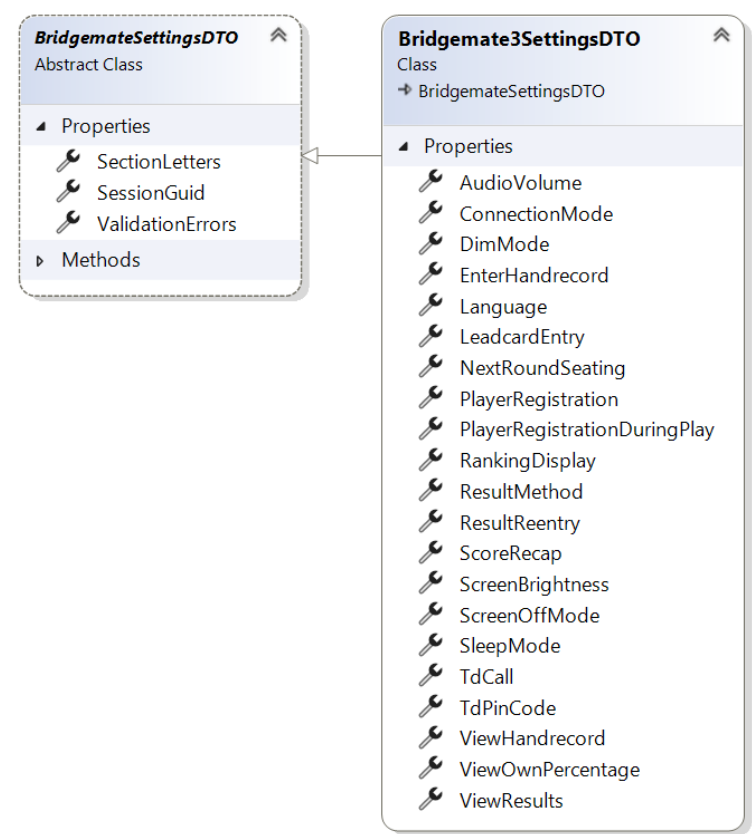 BridgemateSettingsDTO
Abstract Class
Properties
SectionLetters
SessionGuid
ValidationErrors
Methods
Bridgemate3SettingsDTO
Class
BridgemateSettingsDTO
Properties
AudioVolume
ConnectionMode
DimMode
EnterHandrecord
Language
LeadcardEntry
NextRoundSeating
PlayerRegistration
PlayerRegistrationDuringPlay
RankingDisplay
ResultMethod
ResultReentry
ScoreRecap
ScreenBrightness
ScreenOffMode
SleepMode
TdCall
TdPinCode
ViewHandrecord
ViewOwnPercentage
ViewResults